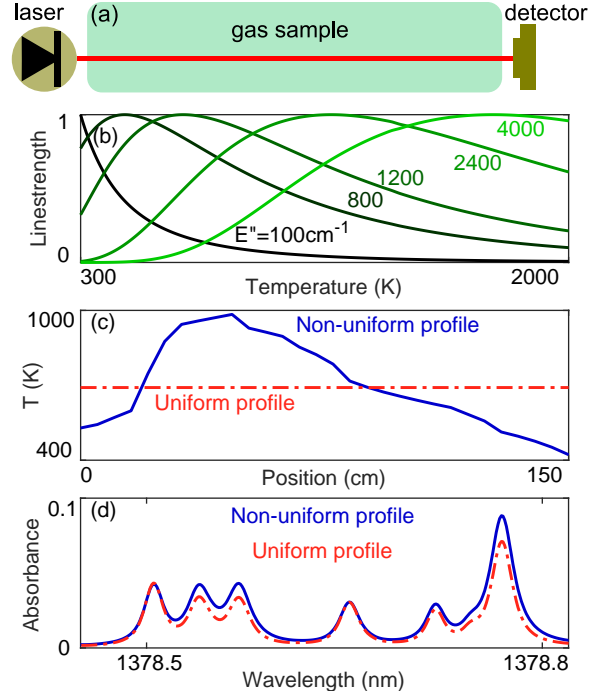 laser
(a)
detector
gas sample
1
(b)
4000
2400
1200
800
E"=100cm-1
Linestrength
0
300
2000
Temperature (K)
1000
(c)
Non-uniform profile
Uniform profile
T (K)
400
0
150
Position (cm)
0.1
(d)
Non-uniform profile
Uniform profile
Absorbance
0
1378.5
1378.8
Wavelength (nm)